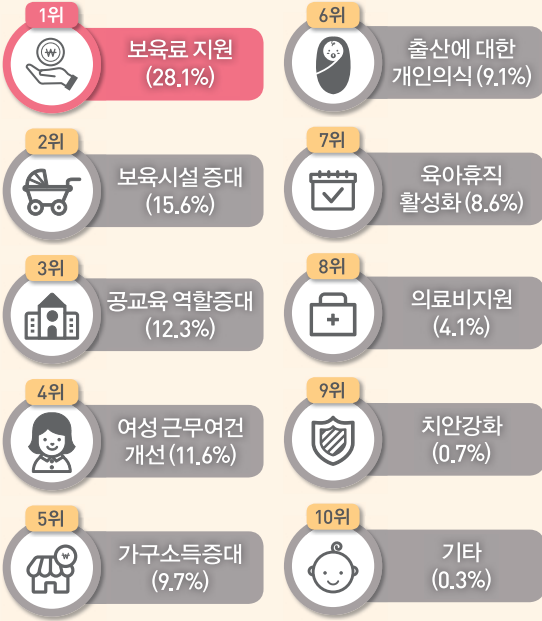 1위
보육료 지원
(28.1%)
2위
보육시설 증대
(15.6%)
3위
공교육 역할증대
(12.3%)
4위
여성 근무여건
개선 (11.6%)
5위
가구소득증대
(9.7%)
6위
출산에 대한
개인의식 (9.1%)
7위
육아휴직
활성화 (8.6%)
8위
의료비지원
(4.1%)
9위
치안강화
(0.7%)
10위
기타
(0.3%)